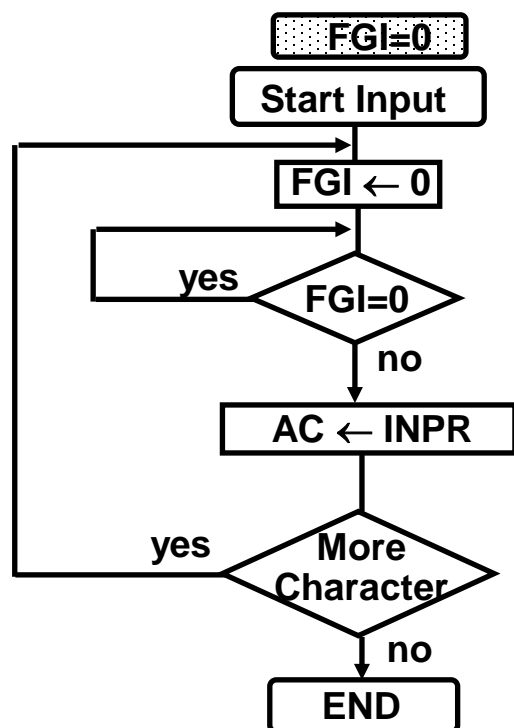 FGI=0
Start Input
FGI ← 0
yes
FGI=0
no
AC ← INPR
yes
More
Character
no
END